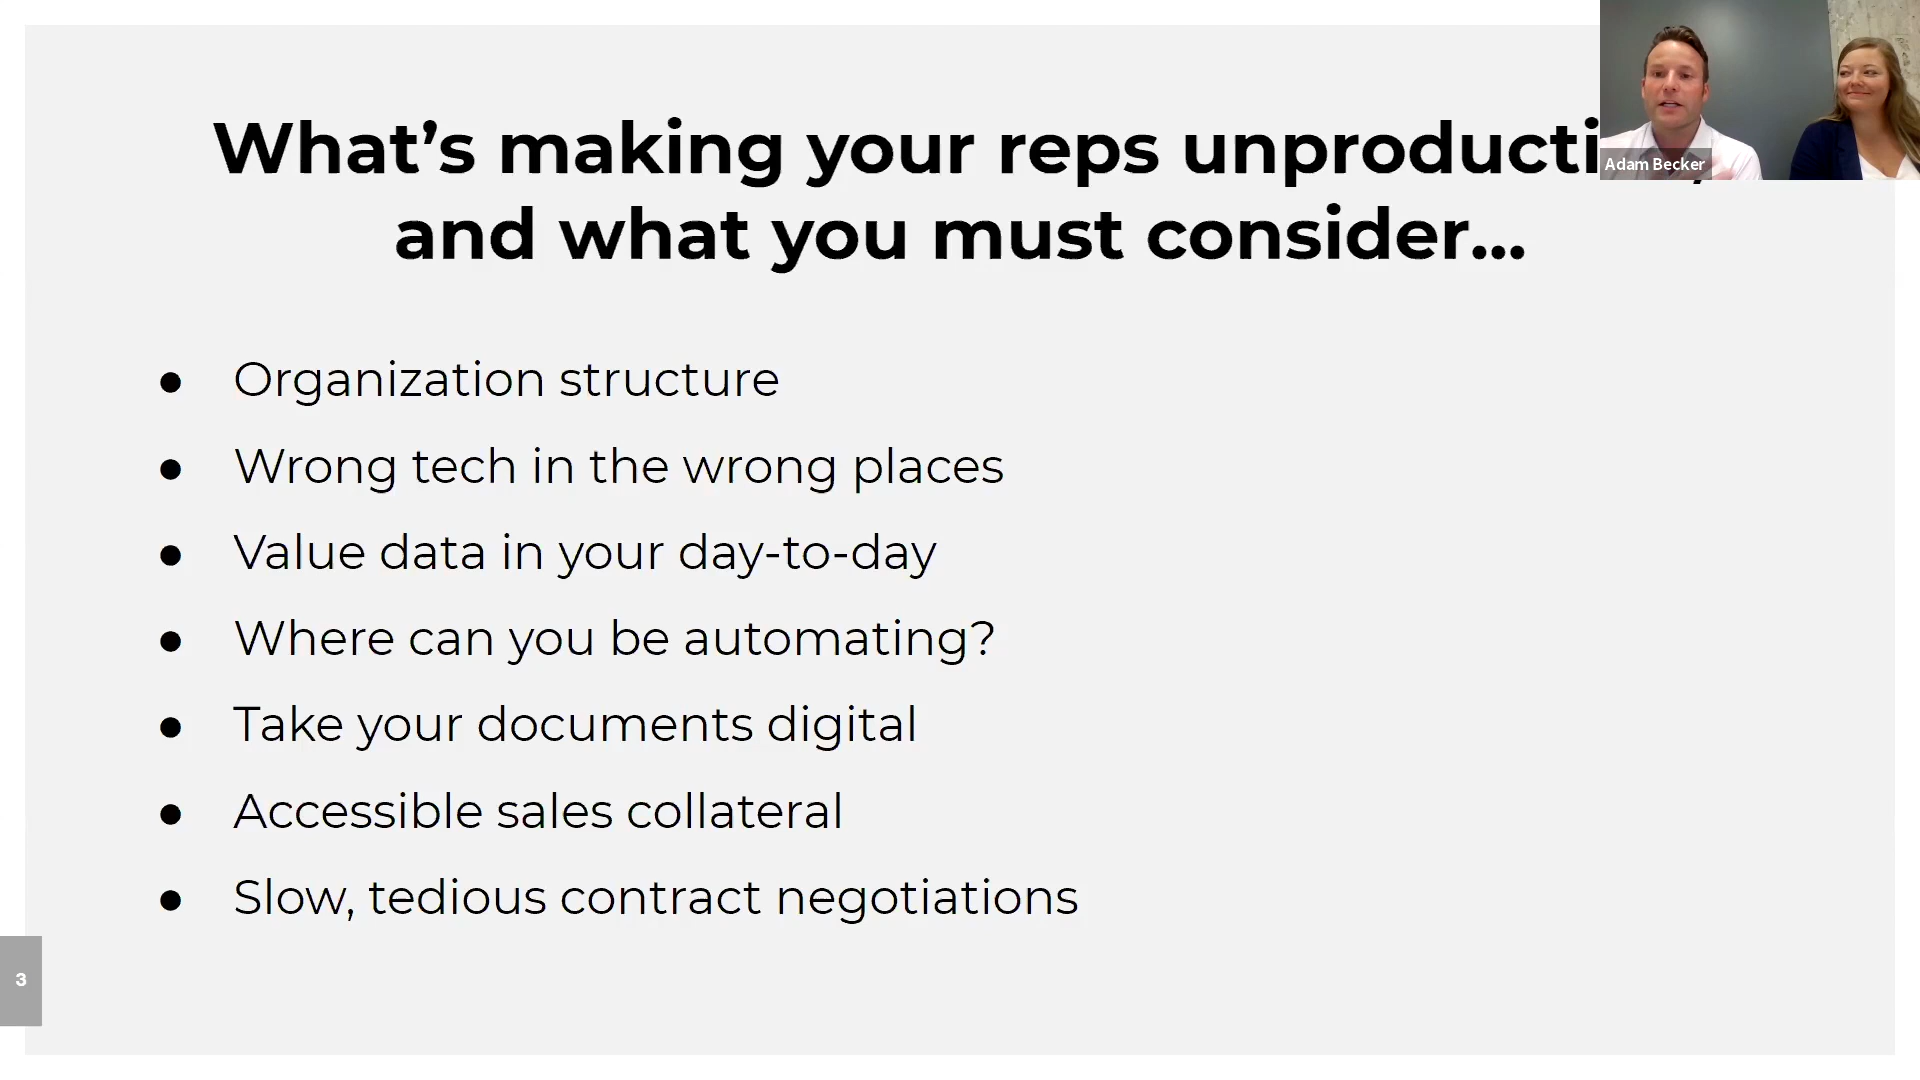 What’s making your reps unproducti
and what you must consider...
● Organization structure
● Wrong tech in the wrong places
● Value data in your day-to-day
● Where can you be automating?
● Take your documents digital
● Accessible sales collateral
● Slow, tedious contract negotiations
Adam Becker
3